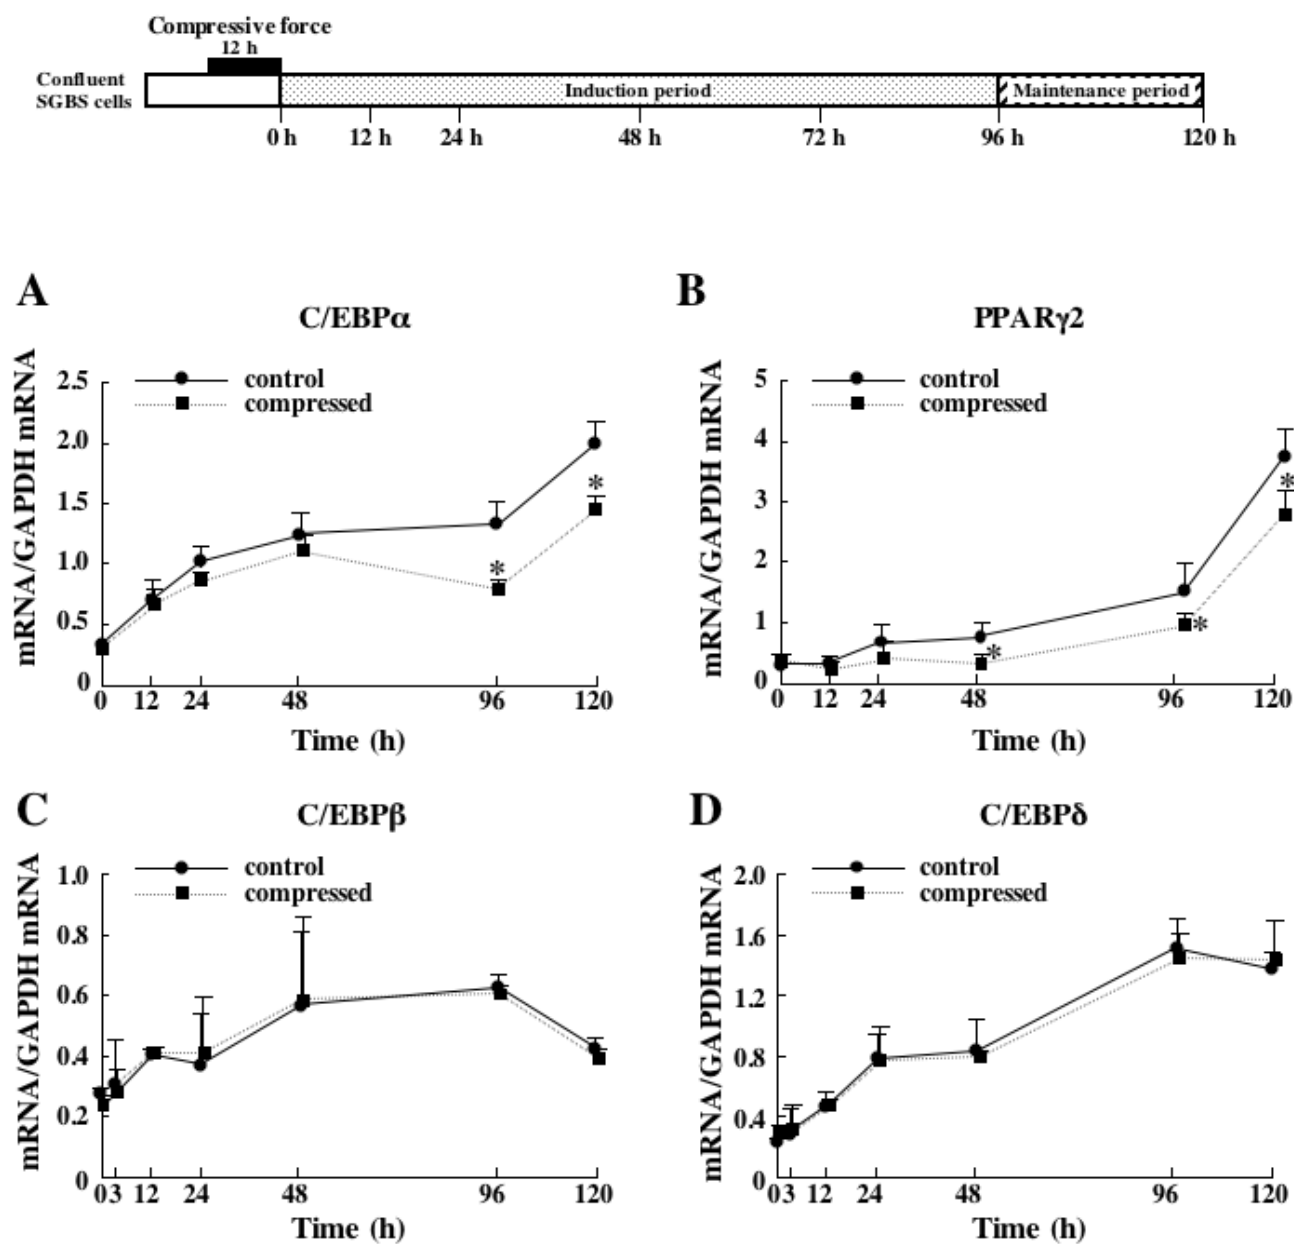 Compressive force
12 h
Confluent
SGBS cells
Induction period
Maintenance period
0 h 12 h 24 h 48 h 72 h 96 h 120 h
A
C/EBPα
mRNA/GAPDH mRNA
2.5
2.0
1.5
1.0
0.5
0
control
compressed
*
*
0 12 24 48 96 120
Time (h)
B
PPARγ2
mRNA/GAPDH mRNA
5
4
3
2
1
0
control
compressed
*
*
*
0 12 24 48 96 120
Time (h)
C
C/EBPβ
mRNA/GAPDH mRNA
1.0
0.8
0.6
0.4
0.2
0
control
compressed
03 12 24 48 96 120
Time (h)
D
C/EBPδ
mRNA/GAPDH mRNA
2.0
1.6
1.2
0.8
0.4
0
control
compressed
03 12 24 48 96 120
Time (h)